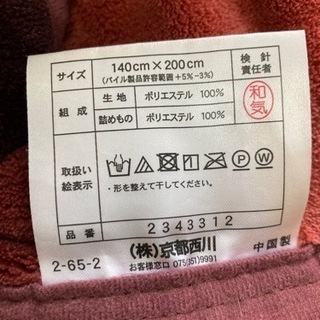 サイズ 140cm×200cm 検針責任者
(パイル製品許容範囲+5%-3%)
組成 生地 ポリエステル 100% 和気
詰めもの ポリエステル 100%
取扱い絵表示
・形を整えて干してください。
品番 2343312
2-65-2 (株)京都西川 中国製
お客様窓口 075(351)9991